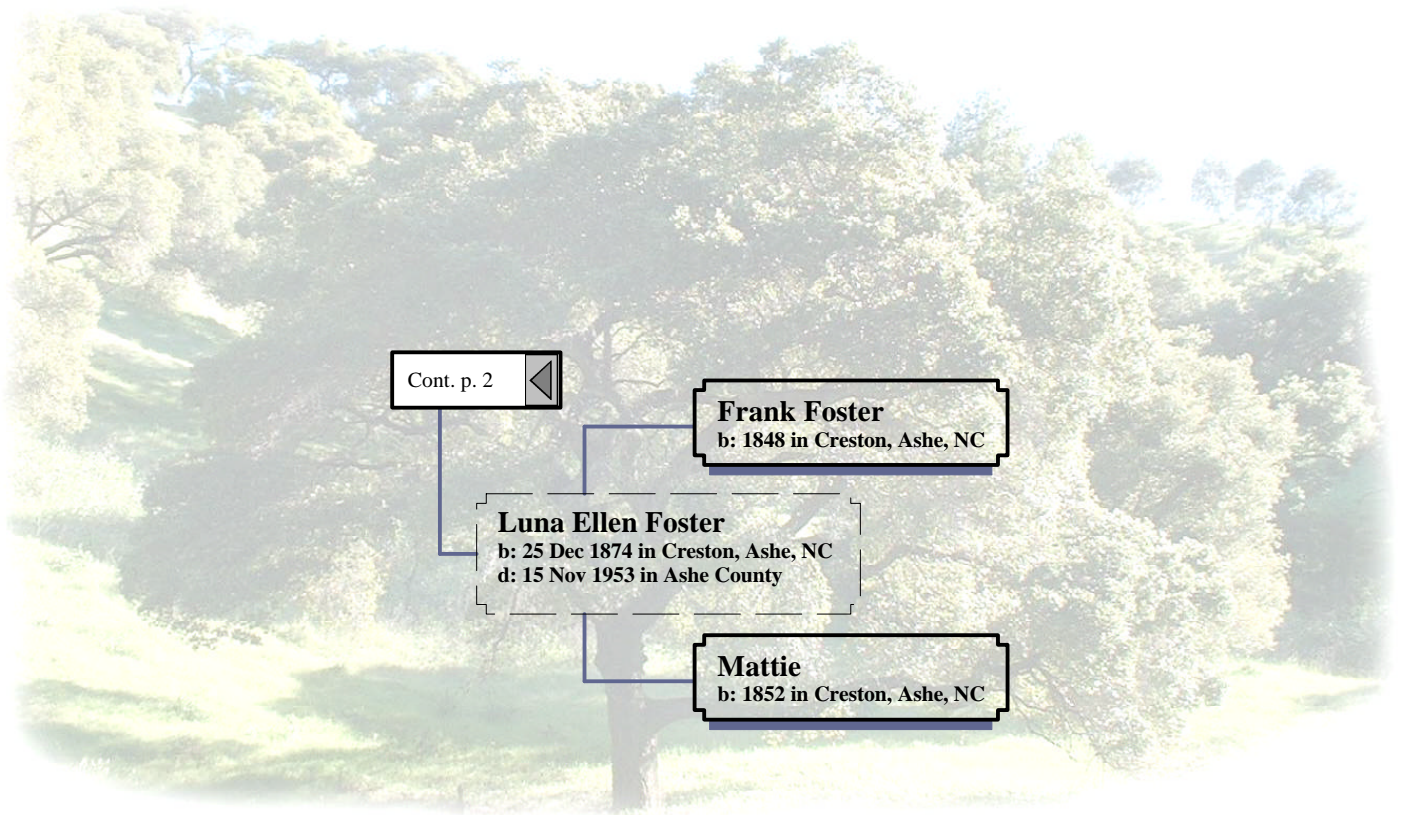 Cont. p. 2
Frank Foster
b: 1848 in Creston, Ashe, NC
Luna Ellen Foster
b: 25 Dec 1874 in Creston, Ashe, NC
d: 15 Nov 1953 in Ashe County
Mattie
b: 1852 in Creston, Ashe, NC